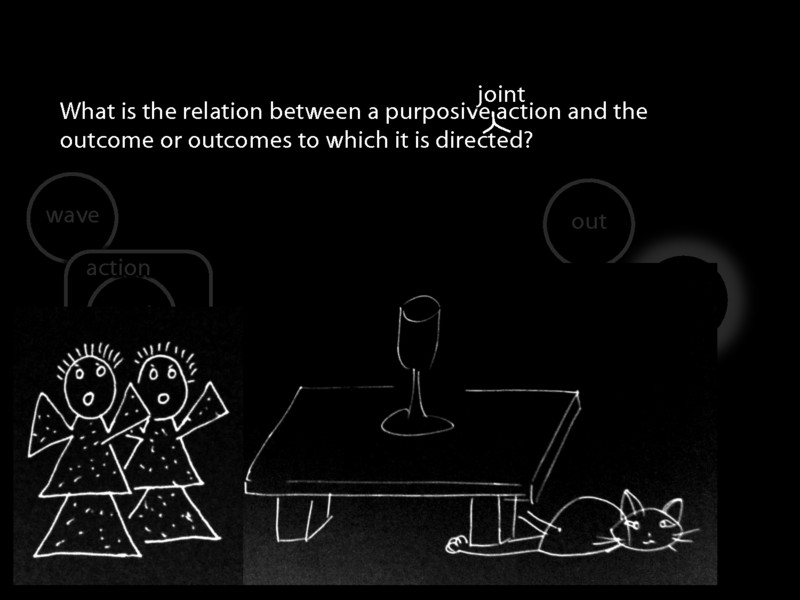 joint
What is the relation between a purposive action and the
outcome or outcomes to which it is directed?
wave
out
action